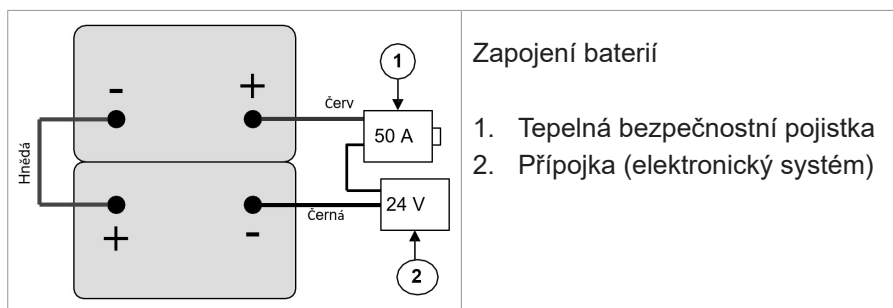 Zapojení baterií
1. Tepelná bezpečnostní pojistka
2. Přípojka (elektronický systém)
-
+
Červ
1
50 A
Hnědá
24 V
+
-
Černá
2